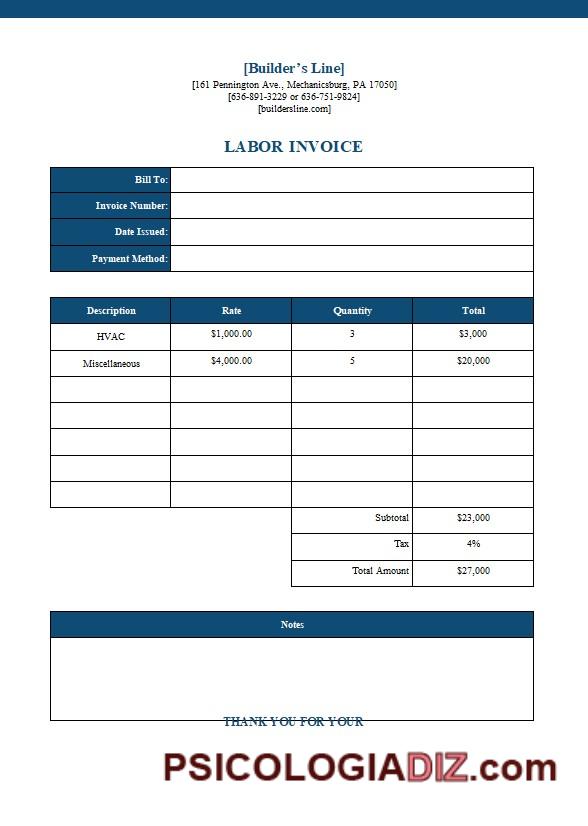 [Builder’s Line]
[161 Pennington Ave., Mechanicsburg, PA 17050]
[636-891-3229 or 636-751-9824]
[buildersline.com]
LABOR INVOICE
Bill To:
Invoice Number:
Date Issued:
Payment Method:
Description Rate Quantity Total
HVAC $1,000.00 3 $3,000
Miscellaneous $4,000.00 5 $20,000
Subtotal $23,000
Tax 4%
Total Amount $27,000
Notes
THANK YOU FOR YOUR
PSICOLOGIADIZ.com